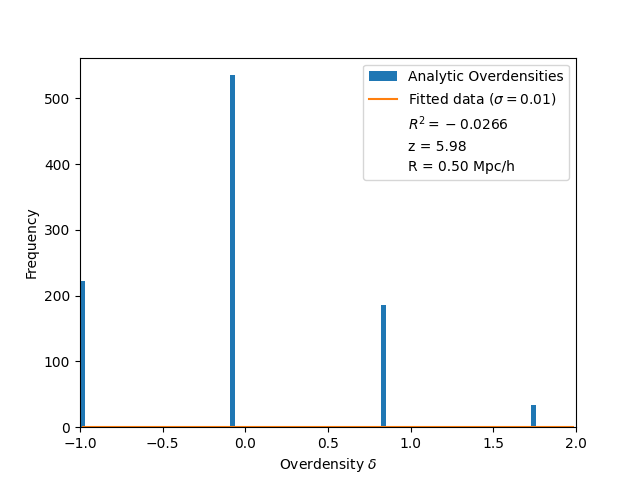 Analytic Overdensities
Fitted data (σ = 0.01)
R² = −0.0266
z = 5.98
R = 0.50 Mpc/h
500
400
300
200
100
0
Frequency
−1.0 −0.5 0.0 0.5 1.0 1.5 2.0
Overdensity δ